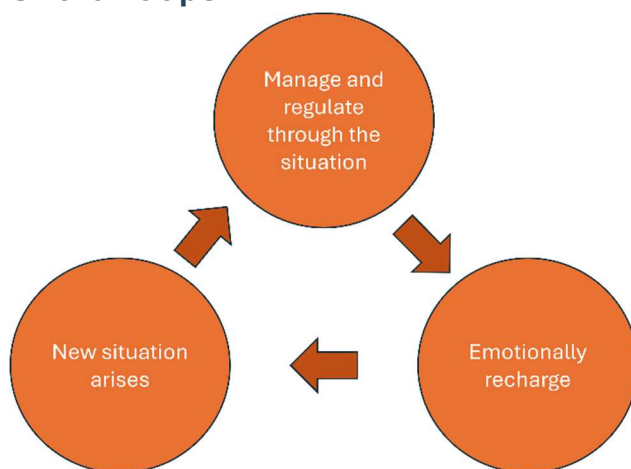 Manage and
regulate
through the
situation
New situation
arises
Emotionally
recharge